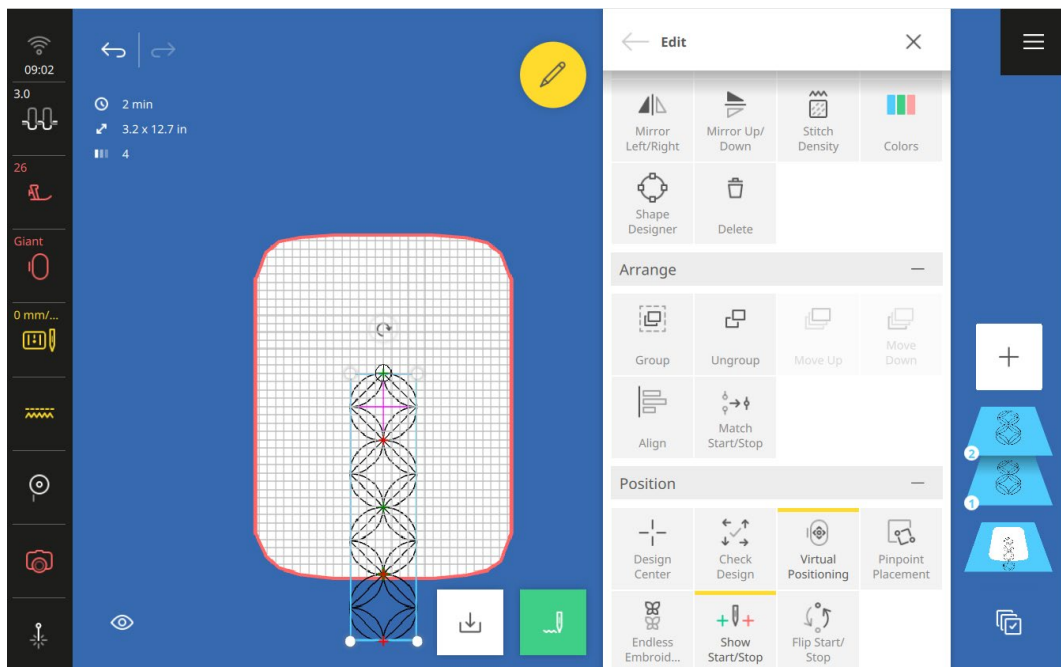 09:02
3.0
26
Giant
0 mm/...
2 min
3.2 x 12.7 in
4
Edit
Mirror
Left/Right
Mirror Up/
Down
Stitch
Density
Colors
Shape
Designer
Delete
Arrange
Group
Ungroup
Move Up
Move
Down
Align
Match
Start/Stop
Position
Design
Center
Check
Design
Virtual
Positioning
Pinpoint
Placement
Endless
Embroid...
Show
Start/Stop
Flip Start/
Stop
2
1